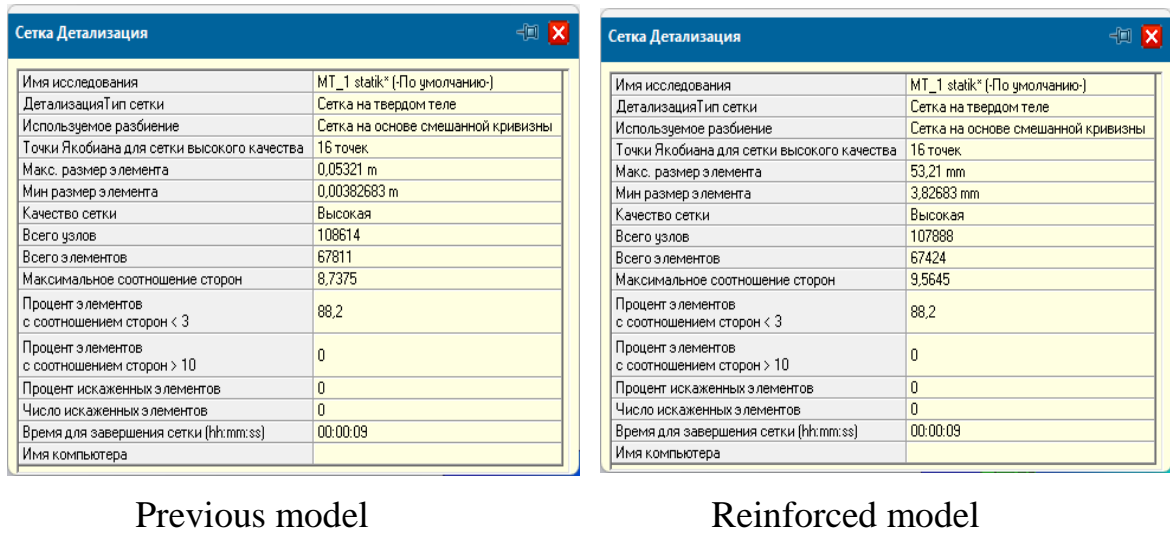 Сетка Детализация
Имя исследования MT_1 statik* (-По умолчанию-)
ДетализацияТип сетки Сетка на твердом теле
Используемое разбиение Сетка на основе смешанной кривизны
Точки Якобиана для сетки высокого качества 16 точек
Макс. размер элемента 0,05321 m
Мин размер элемента 0,00382683 m
Качество сетки Высокая
Всего узлов 108614
Всего элементов 67811
Максимальное соотношение сторон 8,7375
Процент элементов
с соотношением сторон < 3 88,2
Процент элементов
с соотношением сторон > 10 0
Процент искаженных элементов 0
Число искаженных элементов 0
Время для завершения сетки (hh:mm:ss) 00:00:09
Имя компьютера
Previous model
Сетка Детализация
Имя исследования MT_1 statik* (-По умолчанию-)
ДетализацияТип сетки Сетка на твердом теле
Используемое разбиение Сетка на основе смешанной кривизны
Точки Якобиана для сетки высокого качества 16 точек
Макс. размер элемента 53,21 mm
Мин размер элемента 3,82683 mm
Качество сетки Высокая
Всего узлов 107888
Всего элементов 67424
Максимальное соотношение сторон 9,5645
Процент элементов
с соотношением сторон < 3 88,2
Процент элементов
с соотношением сторон > 10 0
Процент искаженных элементов 0
Число искаженных элементов 0
Время для завершения сетки (hh:mm:ss) 00:00:09
Имя компьютера
Reinforced model